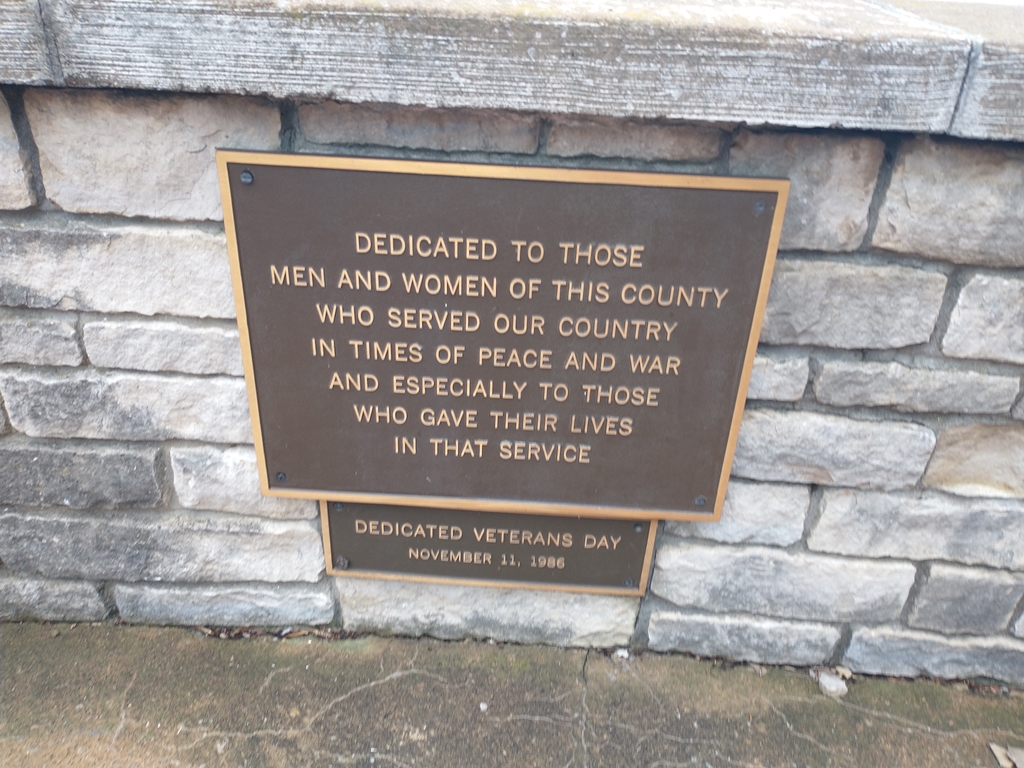 DEDICATED TO THOSE
MEN AND WOMEN OF THIS COUNTY
WHO SERVED OUR COUNTRY
IN TIMES OF PEACE AND WAR
AND ESPECIALLY TO THOSE
WHO GAVE THEIR LIVES
IN THAT SERVICE
DEDICATED VETERANS DAY
NOVEMBER 11, 1986